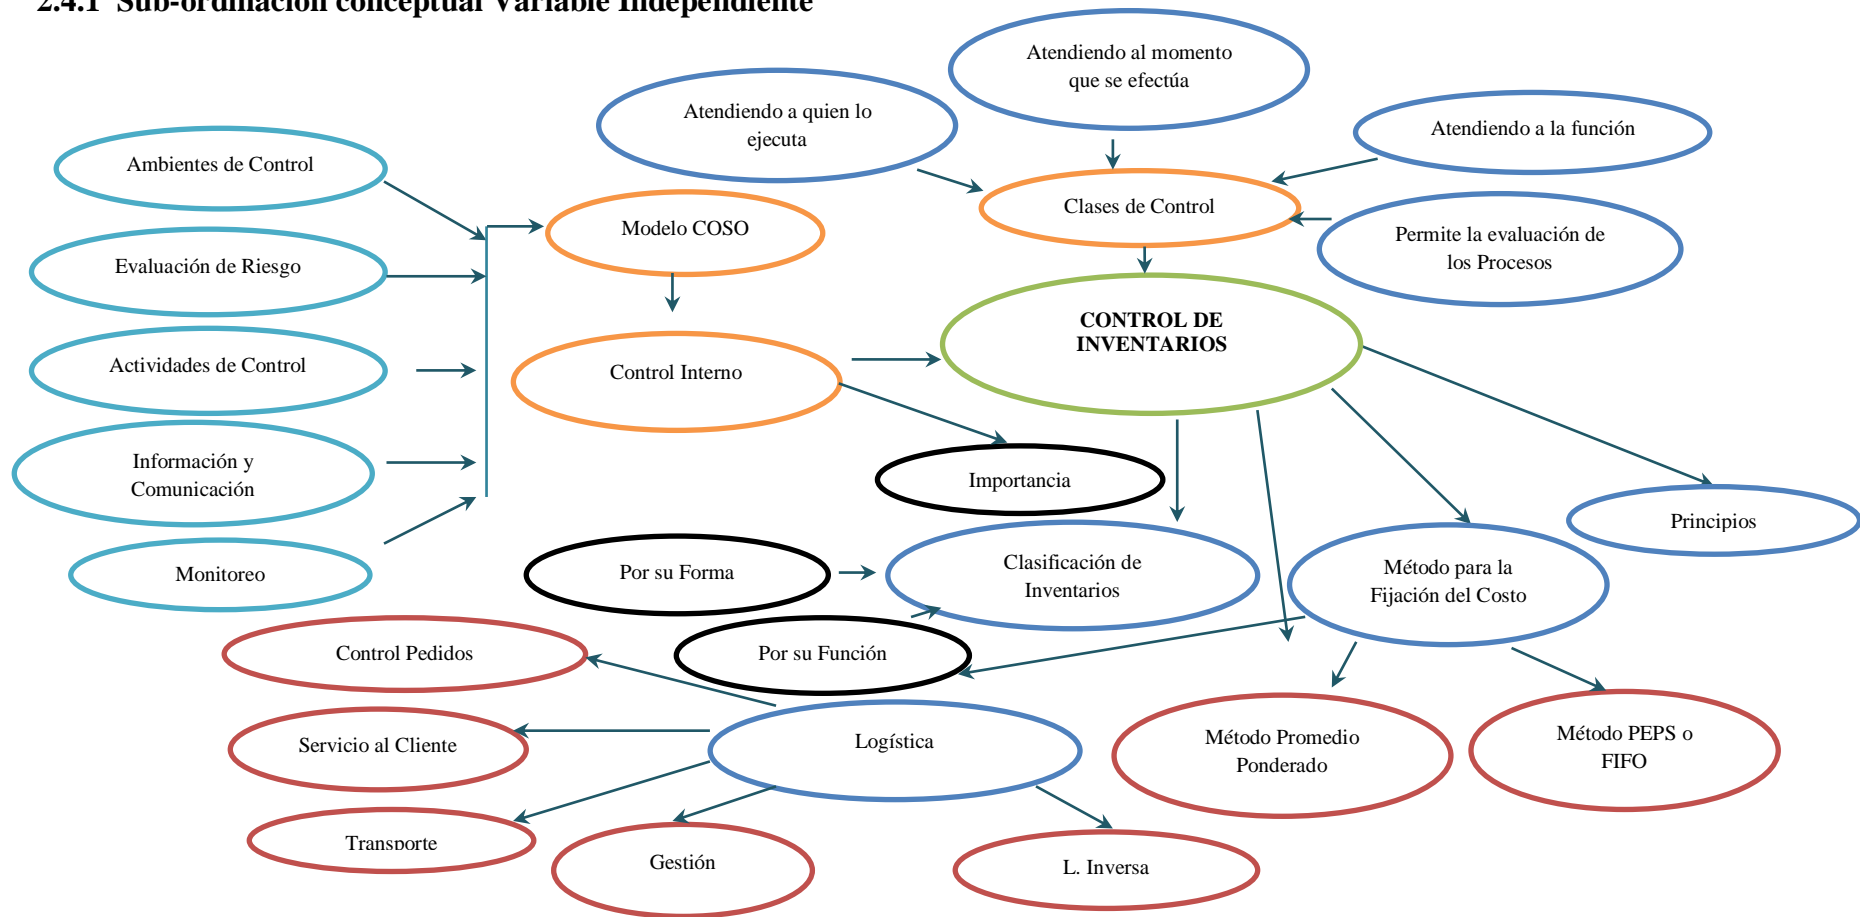 2.4.1 Sub-ordinación conceptual Variable Independiente
Atendiendo al momento
que se efectúa
Atendiendo a quien lo
ejecuta
Atendiendo a la función
Ambientes de Control
Modelo COSO
Clases de Control
Permite la evaluación de
los Procesos
Evaluación de Riesgo
CONTROL DE
INVENTARIOS
Actividades de Control
Control Interno
Información y
Comunicación
Importancia
Principios
Monitoreo
Por su Forma
Clasificación de
Inventarios
Método para la
Fijación del Costo
Control Pedidos
Por su Función
Servicio al Cliente
Logística
Método Promedio
Ponderado
Método PEPS o
FIFO
Transporte
Gestión
L. Inversa